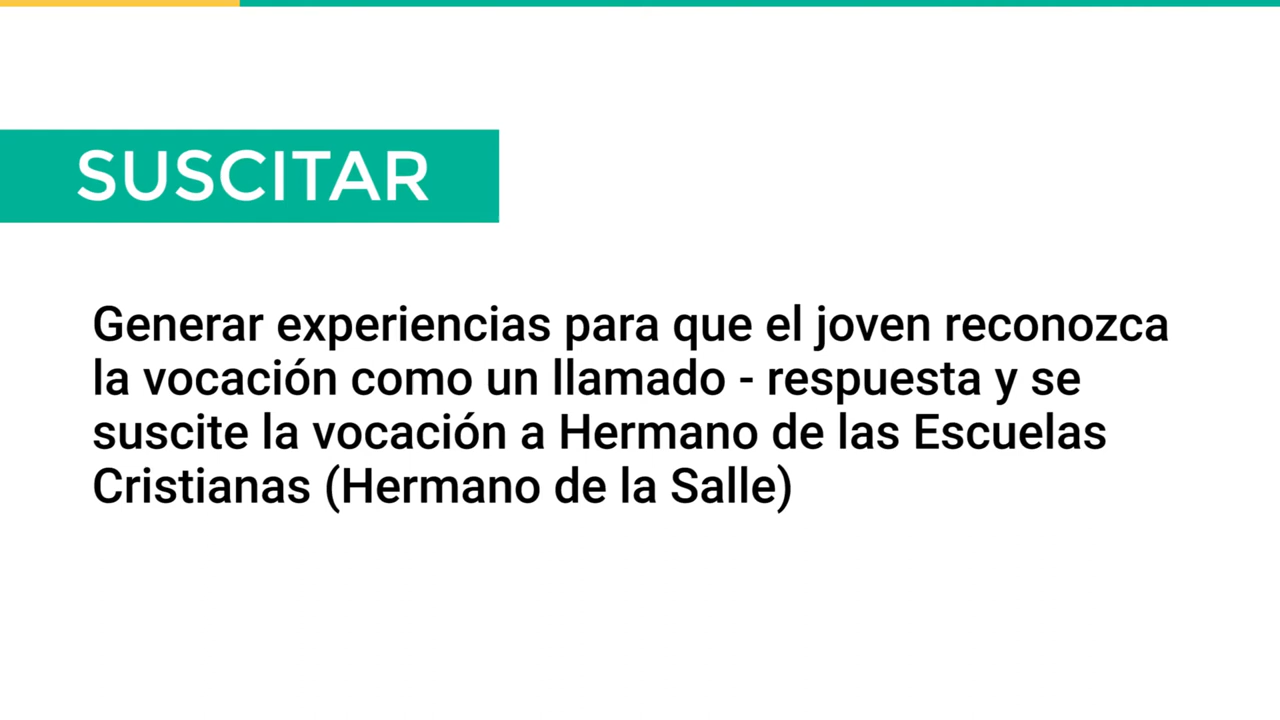 SUSCITAR
Generar experiencias para que el joven reconozca
la vocación como un llamado - respuesta y se
suscite la vocación a Hermano de las Escuelas
Cristianas (Hermano de la Salle)